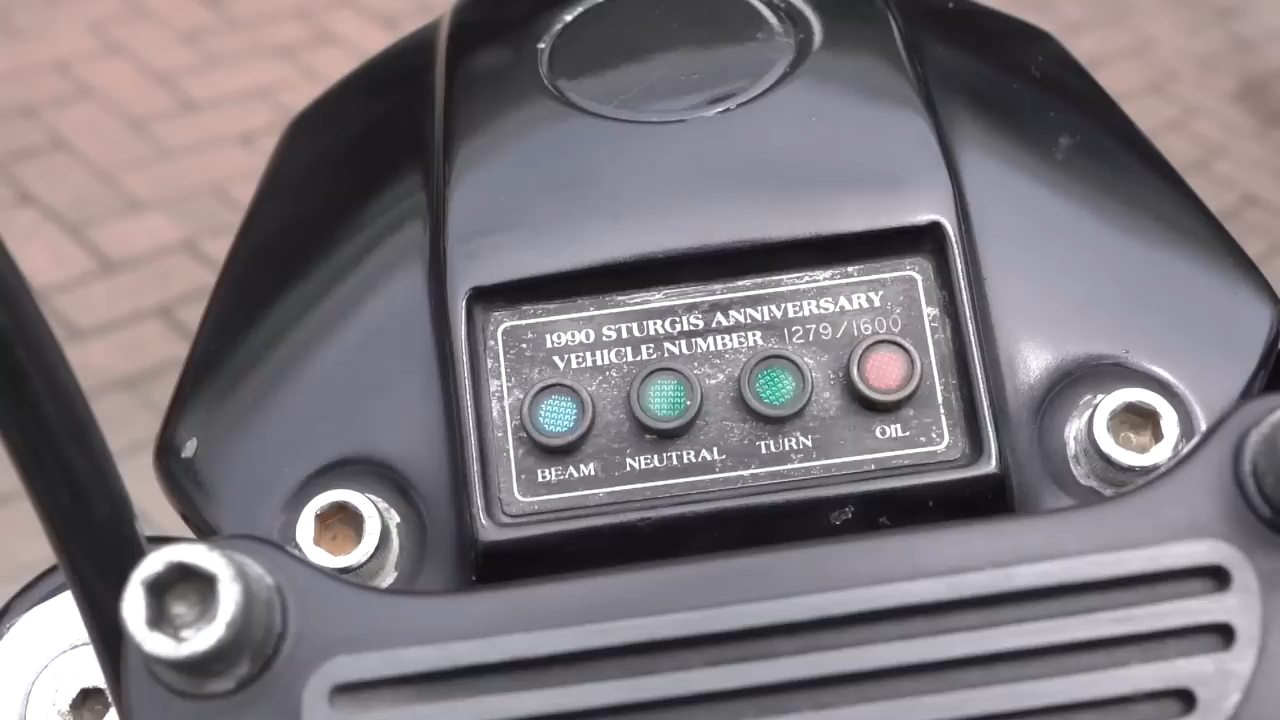 1990 STURGIS ANNIVERSARY
VEHICLE NUMBER 1279/1600
BEAM NEUTRAL TURN OIL